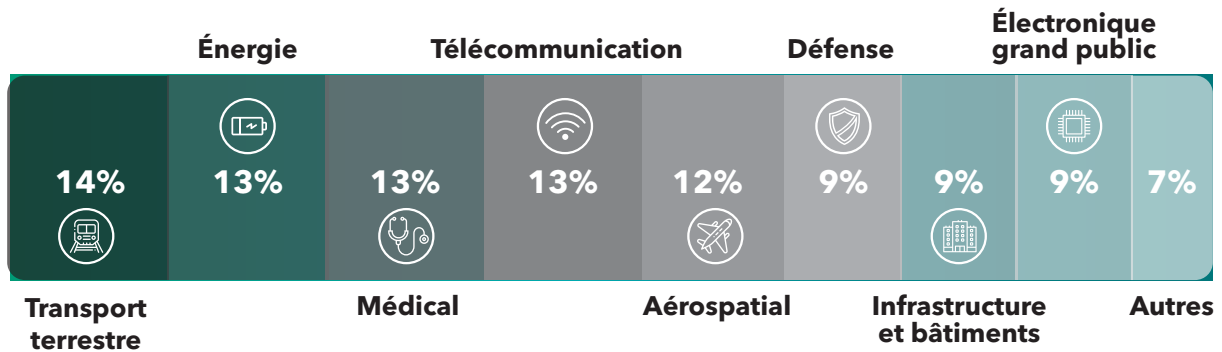 Énergie
Télécommunication
Défense
Électronique
grand public
14%
13%
13%
13%
12%
9%
9%
9%
7%
Transport
terrestre
Médical
Aérospatial
Infrastructure
et bâtiments
Autres